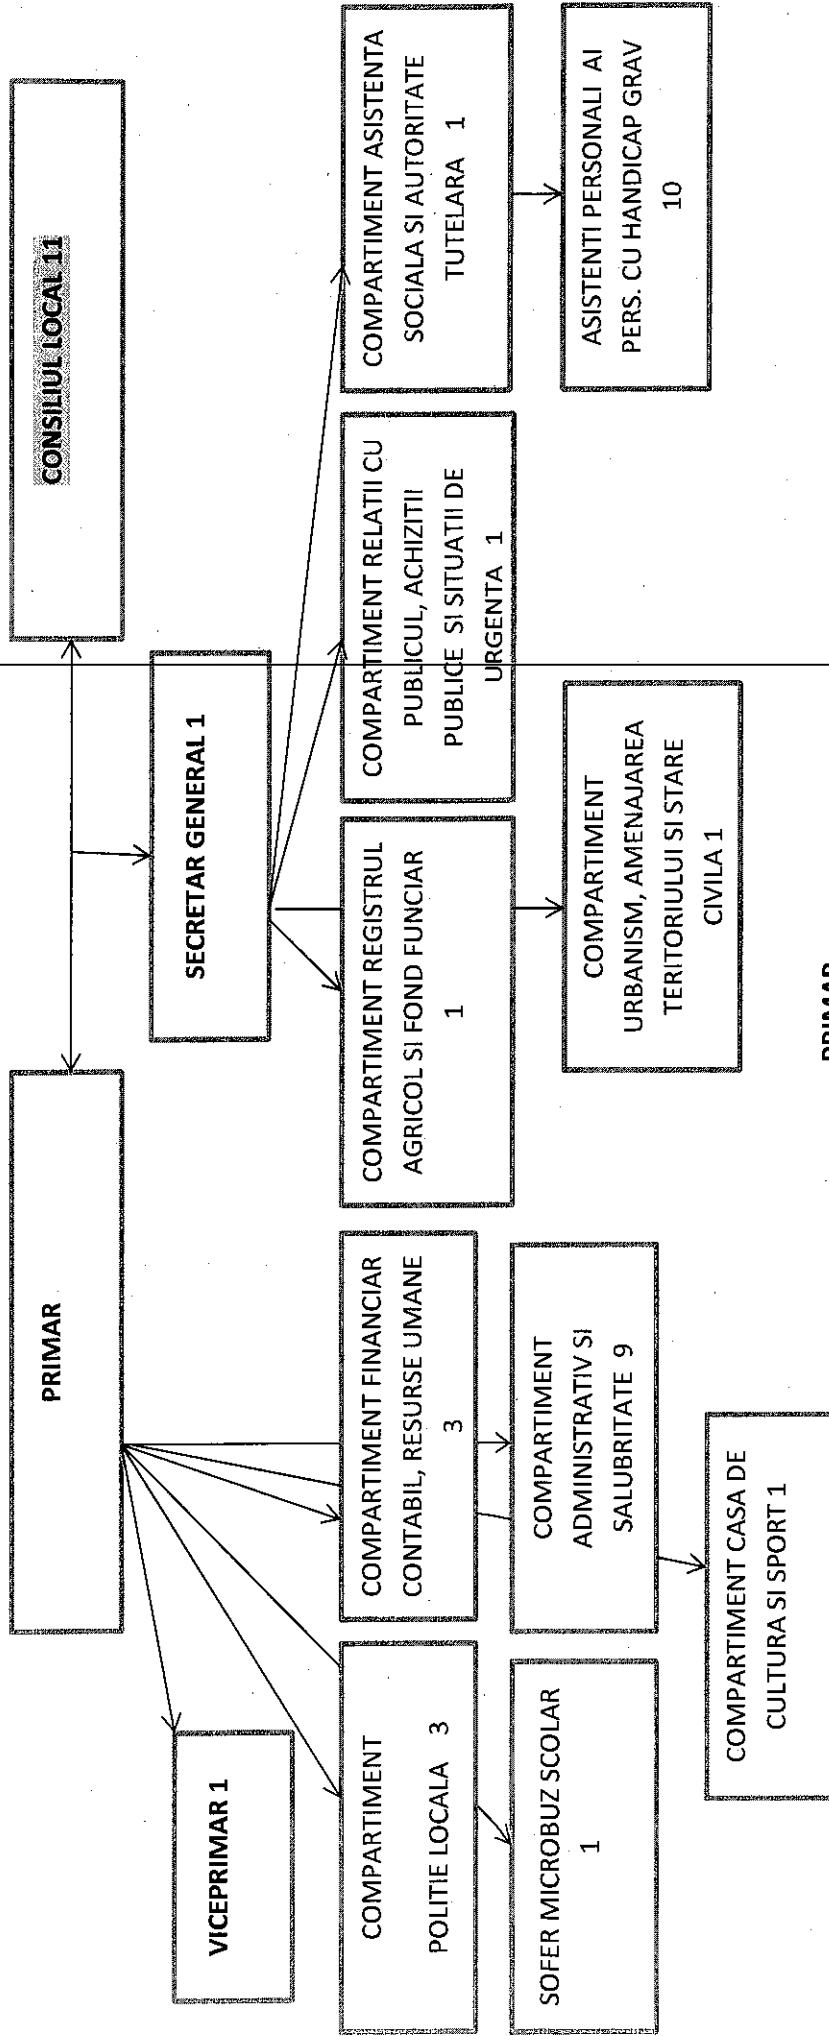 CONSILIUL LOCAL 11
PRIMAR
SECRETAR GENERAL 1
VICEPRIMAR 1
COMPARTIMENT
POLITIE LOCALA 3
COMPARTIMENT FINANCIAR
CONTABIL, RESURSE UMANE
3
COMPARTIMENT REGISTRUL
AGRICOL SI FOND FUNCIAR
1
COMPARTIMENT RELATII CU
PUBLICUL, ACHIZITII
PUBLICE SI SITUATII DE
URGENTA 1
COMPARTIMENT ASISTENTA
SOCIALA SI AUTORITATE
TUTELARA 1
SOFER MICROBUZ SCOLAR
1
COMPARTIMENT
ADMINISTRATIV SI
SALUBRITATE 9
COMPARTIMENT
URBANISM, AMENAJAREA
TERITORIULUI SI STARE
CIVILA 1
ASISTENTI PERSONALI AI
PERS. CU HANDICAP GRAV
10
COMPARTIMENT CASA DE
CULTURA SI SPORT 1
PRIMAR